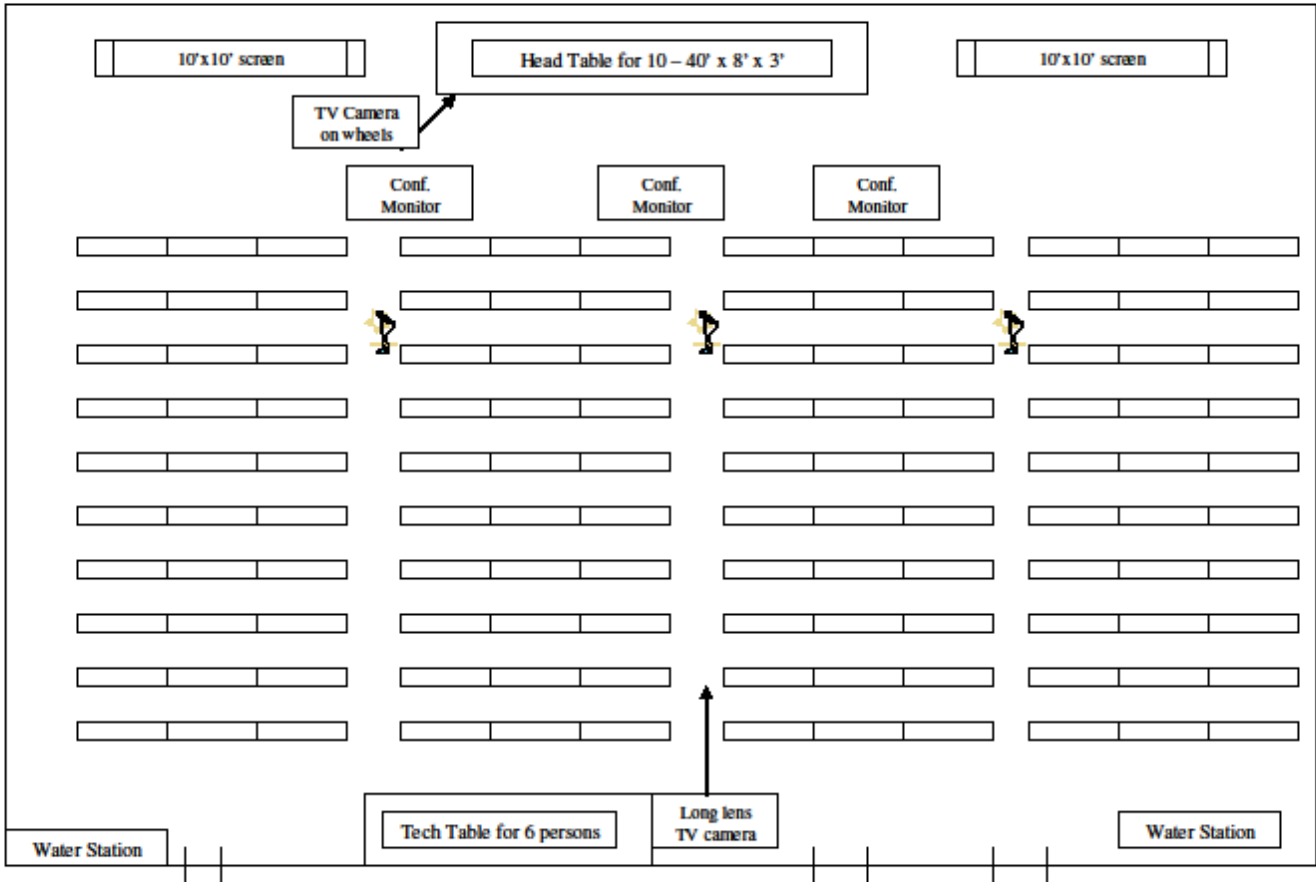 10'x10' screen
Head Table for 10 – 40' x 8' x 3'
10'x10' screen
TV Camera
on wheels
Conf.
Monitor
Conf.
Monitor
Conf.
Monitor
Tech Table for 6 persons
Long lens
TV camera
Water Station
Water Station